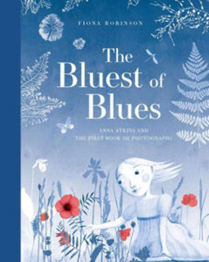 FIONA ROBINSON
The
Bluest of
Blues
ANNA ATKINS AND
THE FIRST BOOK OF PHOTOGRAPHS